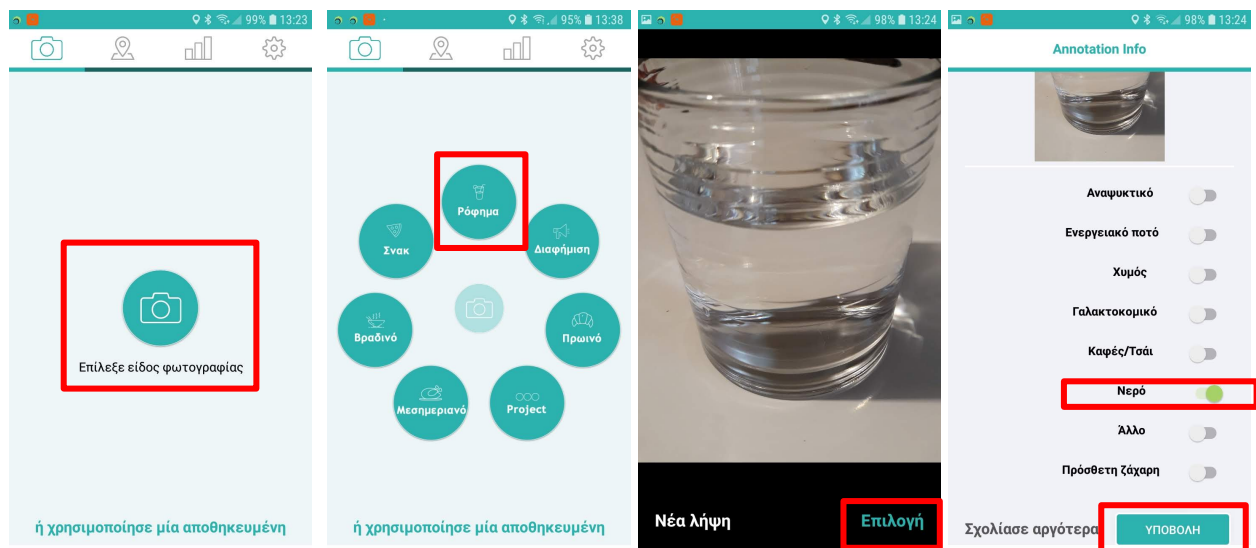 99% 13:23
Επίλεξε είδος φωτογραφίας
ή χρησιμοποίησε μία αποθηκευμένη
95% 13:38
Ρόφημα
Σνακ
Διαφήμιση
Βραδινό
Πρωινό
Μεσημεριανό
Project
ή χρησιμοποίησε μία αποθηκευμένη
98% 13:24
Νέα λήψη
Επιλογή
98% 13:24
Annotation Info
Αναψυκτικό
Ενεργειακό ποτό
Χυμός
Γαλακτοκομικό
Καφές/Τσάι
Νερό
Άλλο
Πρόσθετη ζάχαρη
Σχολίασε αργότερα
ΥΠΟΒΟΛΗ